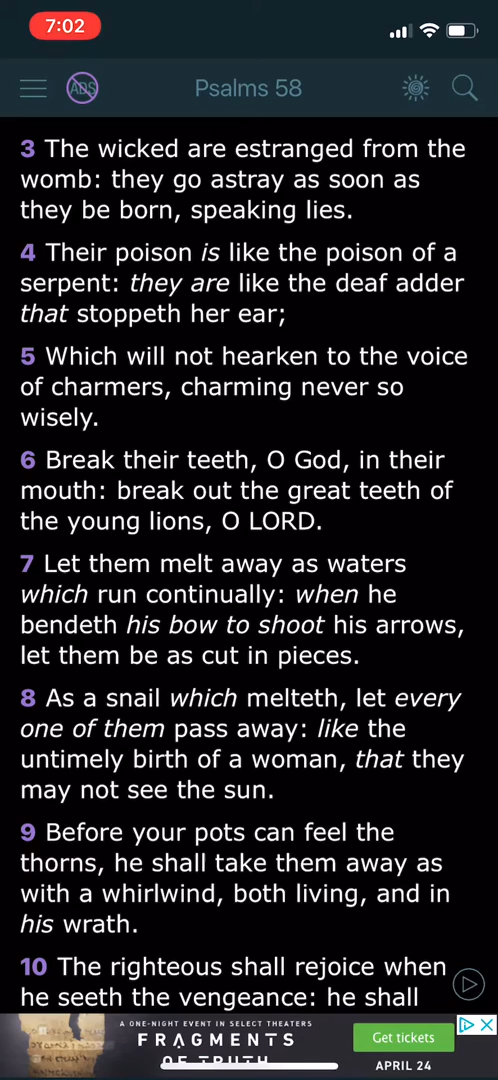 7:02
ADS
Psalms 58
3 The wicked are estranged from the
womb: they go astray as soon as
they be born, speaking lies.
4 Their poison is like the poison of a
serpent: they are like the deaf adder
that stoppeth her ear;
5 Which will not hearken to the voice
of charmers, charming never so
wisely.
6 Break their teeth, O God, in their
mouth: break out the great teeth of
the young lions, O LORD.
7 Let them melt away as waters
which run continually: when he
bendeth his bow to shoot his arrows,
let them be as cut in pieces.
8 As a snail which melteth, let every
one of them pass away: like the
untimely birth of a woman, that they
may not see the sun.
9 Before your pots can feel the
thorns, he shall take them away as
with a whirlwind, both living, and in
his wrath.
10 The righteous shall rejoice when
he seeth the vengeance: he shall
A ONE-NIGHT EVENT IN SELECT THEATERS
FRAGMENTS
OF TRUTH
Get tickets
APRIL 24